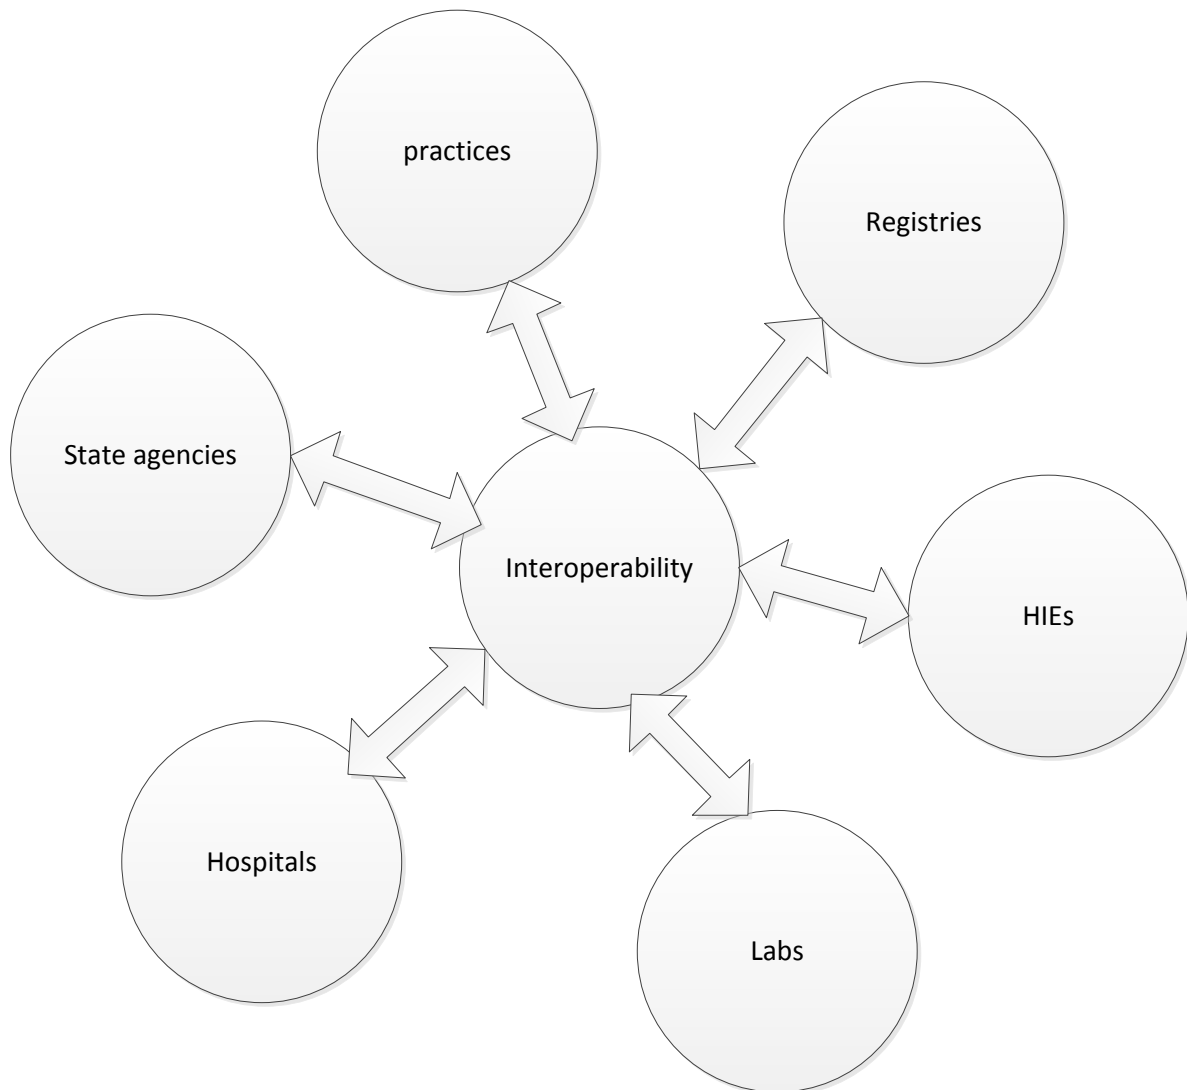 practices
Registries
State agencies
Interoperability
HIEs
Hospitals
Labs